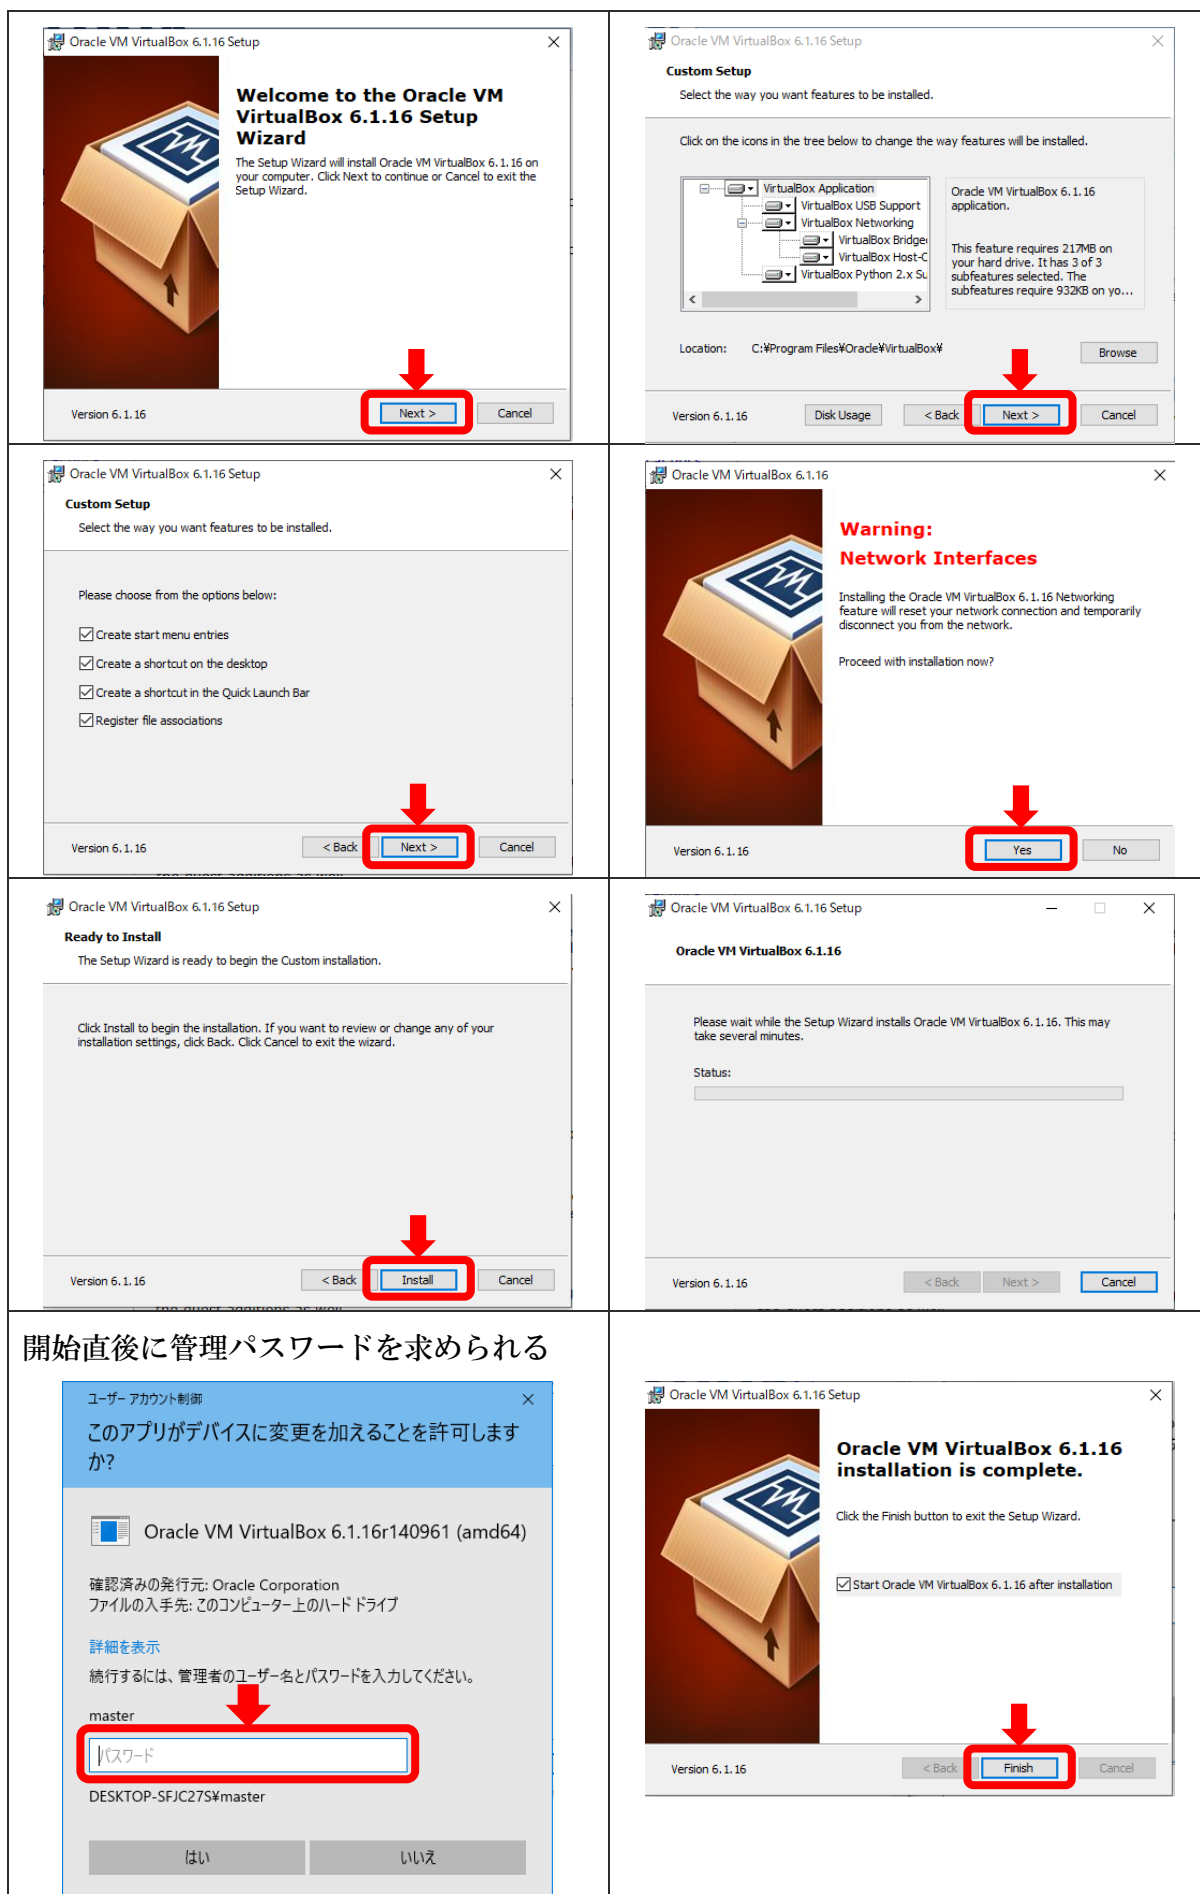 Oracle VM VirtualBox 6.1.16 Setup
Welcome to the Oracle VM
VirtualBox 6.1.16 Setup
Wizard
The Setup Wizard will install Oracle VM VirtualBox 6.1.16 on
your computer. Click Next to continue or Cancel to exit the
Setup Wizard.
Version 6.1.16
Next >
Cancel
Oracle VM VirtualBox 6.1.16 Setup
Custom Setup
Select the way you want features to be installed.
Click on the icons in the tree below to change the way features will be installed.
VirtualBox Application
VirtualBox USB Support
VirtualBox Networking
VirtualBox Bridge
VirtualBox Host-C
VirtualBox Python 2.x Su
Oracle VM VirtualBox 6.1.16
application.
This feature requires 217MB on
your hard drive. It has 3 of 3
subfeatures selected. The
subfeatures require 932KB on yo...
Location: C:¥Program Files¥Oracle¥VirtualBox¥
Browse
Version 6.1.16
Disk Usage
< Back
Next >
Cancel
Oracle VM VirtualBox 6.1.16 Setup
Custom Setup
Select the way you want features to be installed.
Please choose from the options below:
Create start menu entries
Create a shortcut on the desktop
Create a shortcut in the Quick Launch Bar
Register file associations
Version 6.1.16
< Back
Next >
Cancel
Oracle VM VirtualBox 6.1.16
Warning:
Network Interfaces
Installing the Oracle VM VirtualBox 6.1.16 Networking
feature will reset your network connection and temporarily
disconnect you from the network.
Proceed with installation now?
Version 6.1.16
Yes
No
Oracle VM VirtualBox 6.1.16 Setup
Ready to Install
The Setup Wizard is ready to begin the Custom installation.
Click Install to begin the installation. If you want to review or change any of your
installation settings, click Back. Click Cancel to exit the wizard.
Version 6.1.16
< Back
Install
Cancel
Oracle VM VirtualBox 6.1.16 Setup
Oracle VM VirtualBox 6.1.16
Please wait while the Setup Wizard installs Oracle VM VirtualBox 6.1.16. This may
take several minutes.
Status:
Version 6.1.16
< Back
Next >
Cancel
開始直後に管理パスワードを求められる
ユーザー アカウント制御
このアプリがデバイスに変更を加えることを許可します
か?
Oracle VM VirtualBox 6.1.16r140961 (amd64)
確認済みの発行元: Oracle Corporation
ファイルの入手先: このコンピューター上のハード ドライブ
詳細を表示
続行するには、管理者のユーザー名とパスワードを入力してください。
master
パスワード
DESKTOP-SFJC27S¥master
はい
いいえ
Oracle VM VirtualBox 6.1.16 Setup
Oracle VM VirtualBox 6.1.16
installation is complete.
Click the Finish button to exit the Setup Wizard.
Start Oracle VM VirtualBox 6.1.16 after installation
Version 6.1.16
< Back
Finish
Cancel